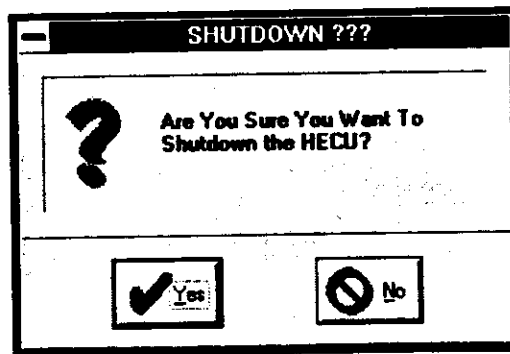 SHUTDOWN ???
Are You Sure You Want To
Shutdown the HECU?
Yes
No